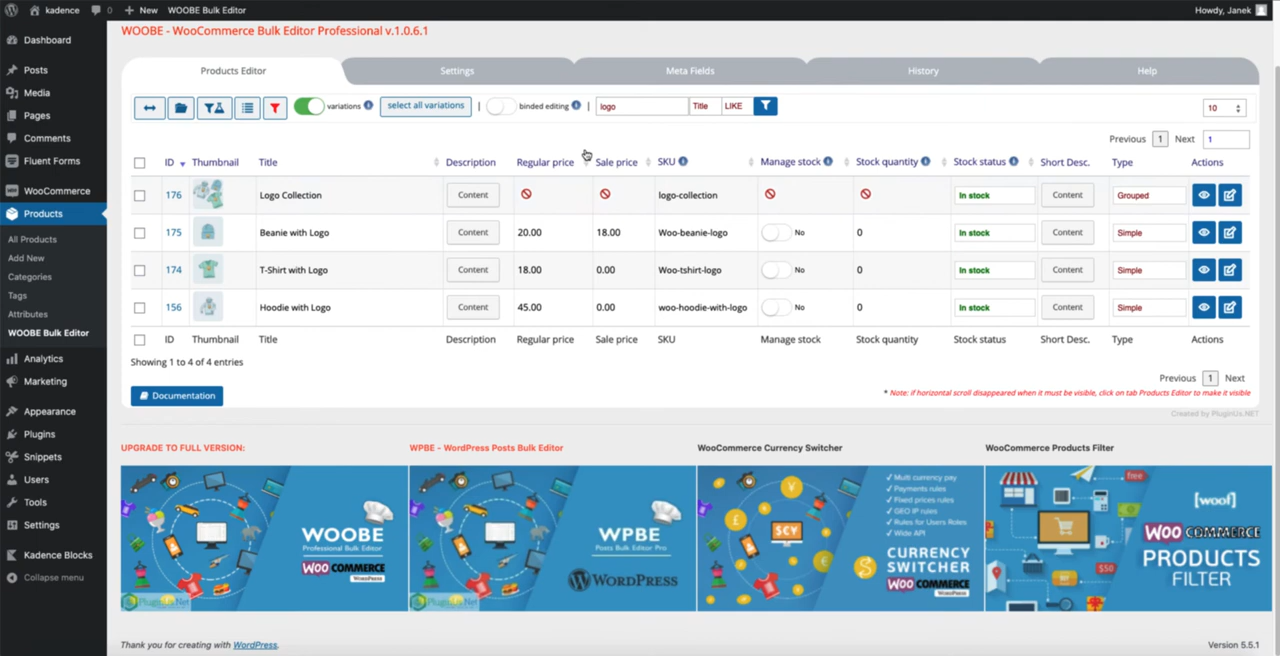 kadence 0 + New WOOBE Bulk Editor Howdy, Janek
Dashboard
Posts
Media
Pages
Comments
Fluent Forms
WooCommerce
Products
All Products
Add New
Categories
Tags
Attributes
WOOBE Bulk Editor
Analytics
Marketing
Appearance
Plugins
Snippets
Users
Tools
Settings
Kadence Blocks
Collapse menu
WOOBE - WooCommerce Bulk Editor Professional v.1.0.6.1
Products Editor Settings Meta Fields History Help
variations select all variations | binded editing | logo Title LIKE 10
Previous 1 Next 1
ID Thumbnail Title Description Regular price Sale price SKU Manage stock Stock quantity Stock status Short Desc. Type Actions
176 Logo Collection Content logo-collection In stock Content Grouped
175 Beanie with Logo Content 20.00 18.00 Woo-beanie-logo No 0 In stock Content Simple
174 T-Shirt with Logo Content 18.00 0.00 Woo-tshirt-logo No 0 In stock Content Simple
156 Hoodie with Logo Content 45.00 0.00 woo-hoodie-with-logo No 0 In stock Content Simple
ID Thumbnail Title Description Regular price Sale price SKU Manage stock Stock quantity Stock status Short Desc. Type Actions
Showing 1 to 4 of 4 entries
Previous 1 Next
Documentation
* Note: if horizontal scroll disappeared when it must be visible, click on tab Products Editor to make it visible
Created by PluginUs.NET
UPGRADE TO FULL VERSION: WPBE - WordPress Posts Bulk Editor WooCommerce Currency Switcher WooCommerce Products Filter
WOOBE
Professional Bulk Editor
WOO COMMERCE
WORDPRESS
PluginUs.Net
WPBE
Posts Bulk Editor Pro
WORDPRESS
PluginUs.Net
✓ Multi currency pay
✓ Payments rules
✓ Fixed prices rules
✓ GEO IP rules
✓ Rules for Users Roles
✓ Wide API
SCY
CURRENCY
SWITCHER
WOO COMMERCE
WORDPRESS
free
$50
[woof]
WOO COMMERCE
PRODUCTS
FILTER
Thank you for creating with WordPress. Version 5.5.1